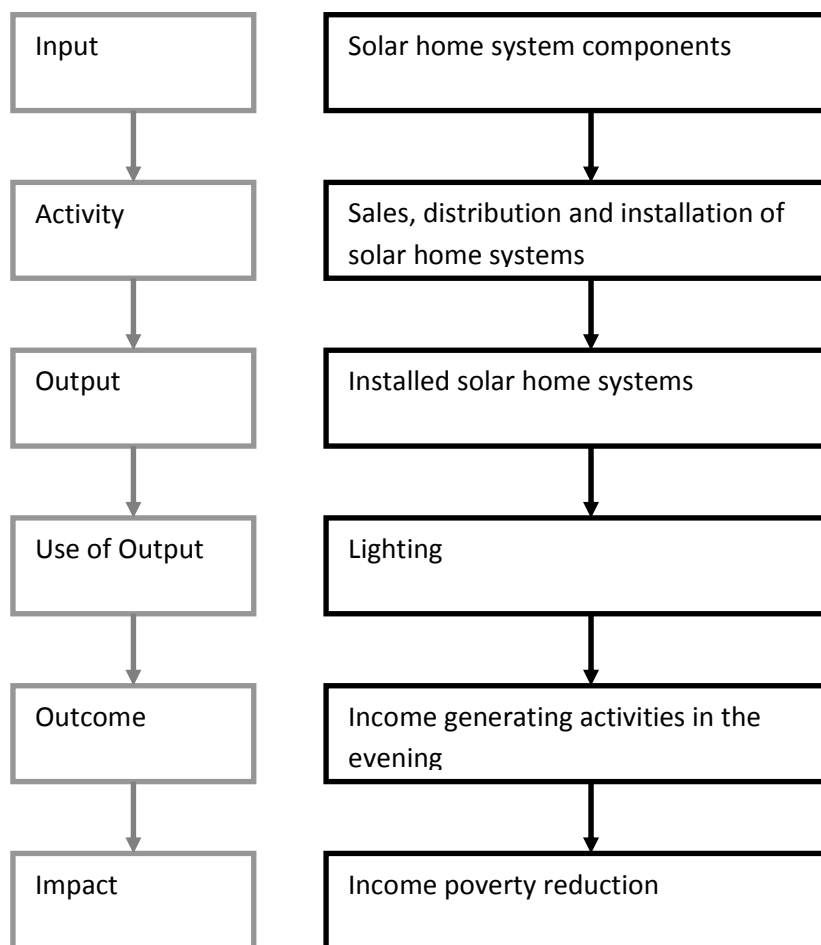 Input
Solar home system components
Activity
Sales, distribution and installation of
solar home systems
Output
Installed solar home systems
Use of Output
Lighting
Outcome
Income generating activities in the
evening
Impact
Income poverty reduction